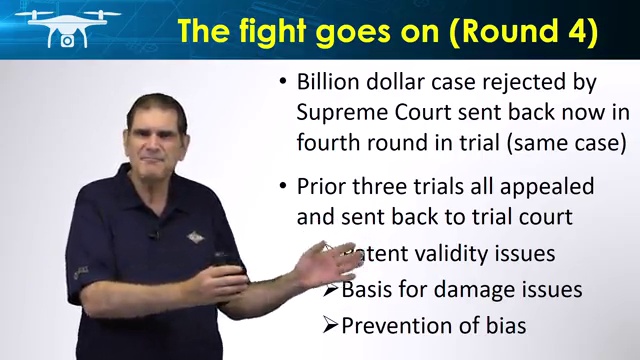 The fight goes on (Round 4)
• Billion dollar case rejected by
Supreme Court sent back now in
fourth round in trial (same case)
• Prior three trials all appealed
and sent back to trial court
➢Patent validity issues
➢Basis for damage issues
➢Prevention of bias